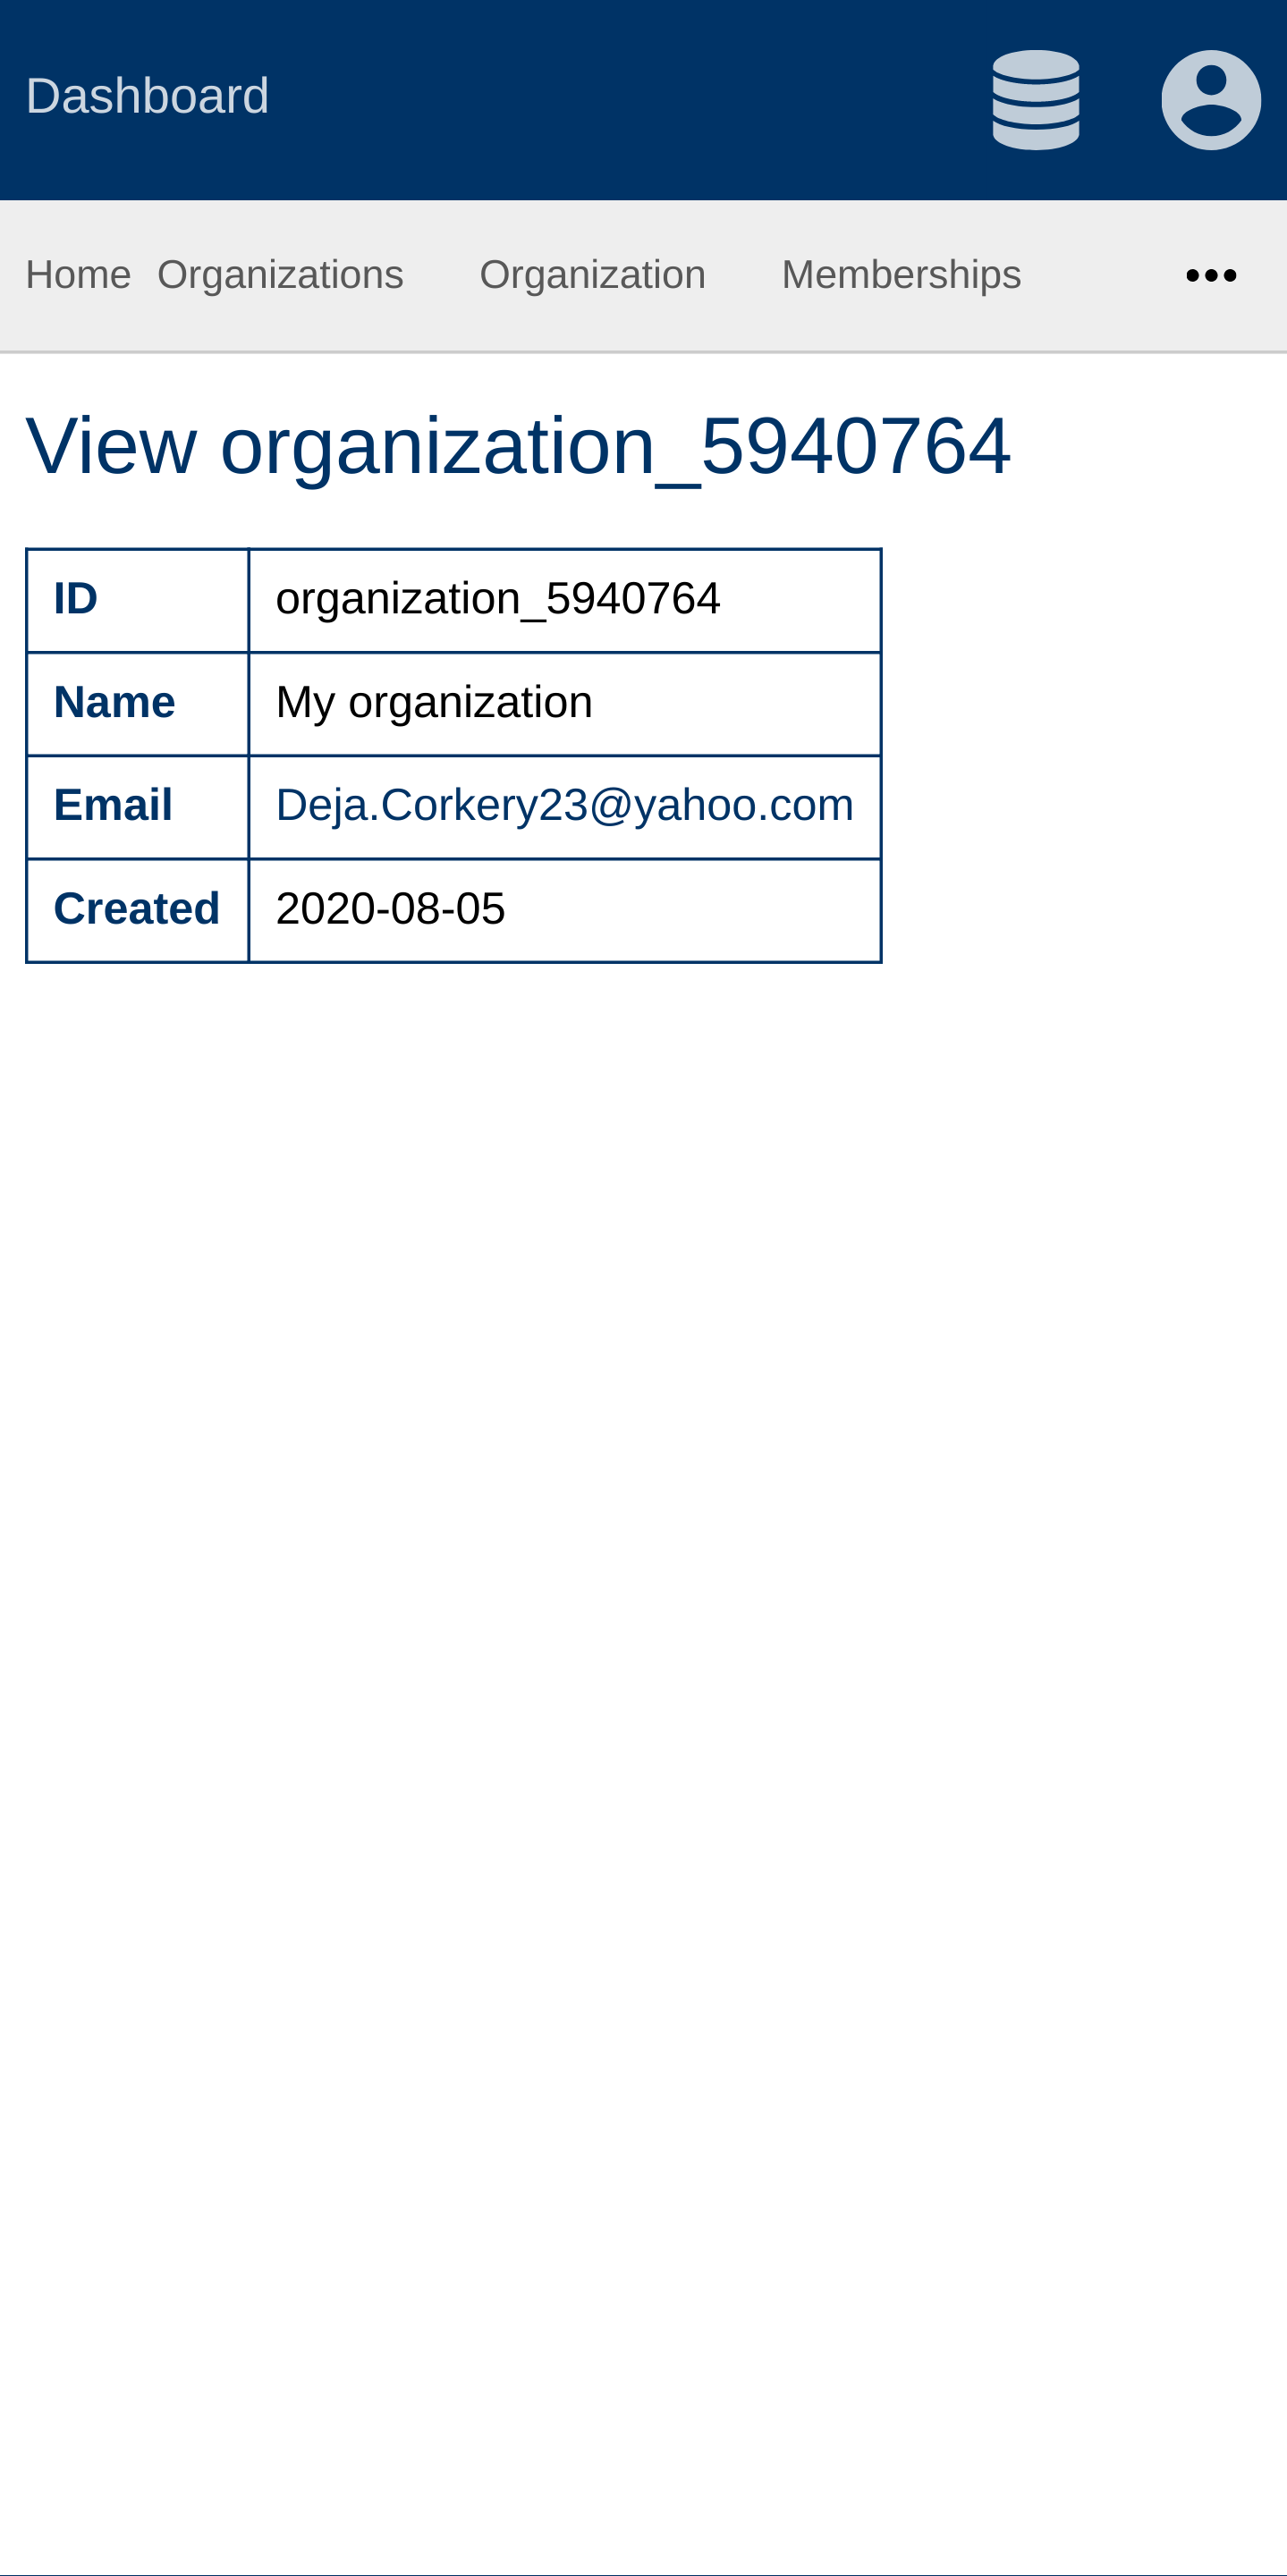 Dashboard
Home Organizations Organization Memberships
View organization_5940764
ID organization_5940764
Name My organization
Email Deja.Corkery23@yahoo.com
Created 2020-08-05